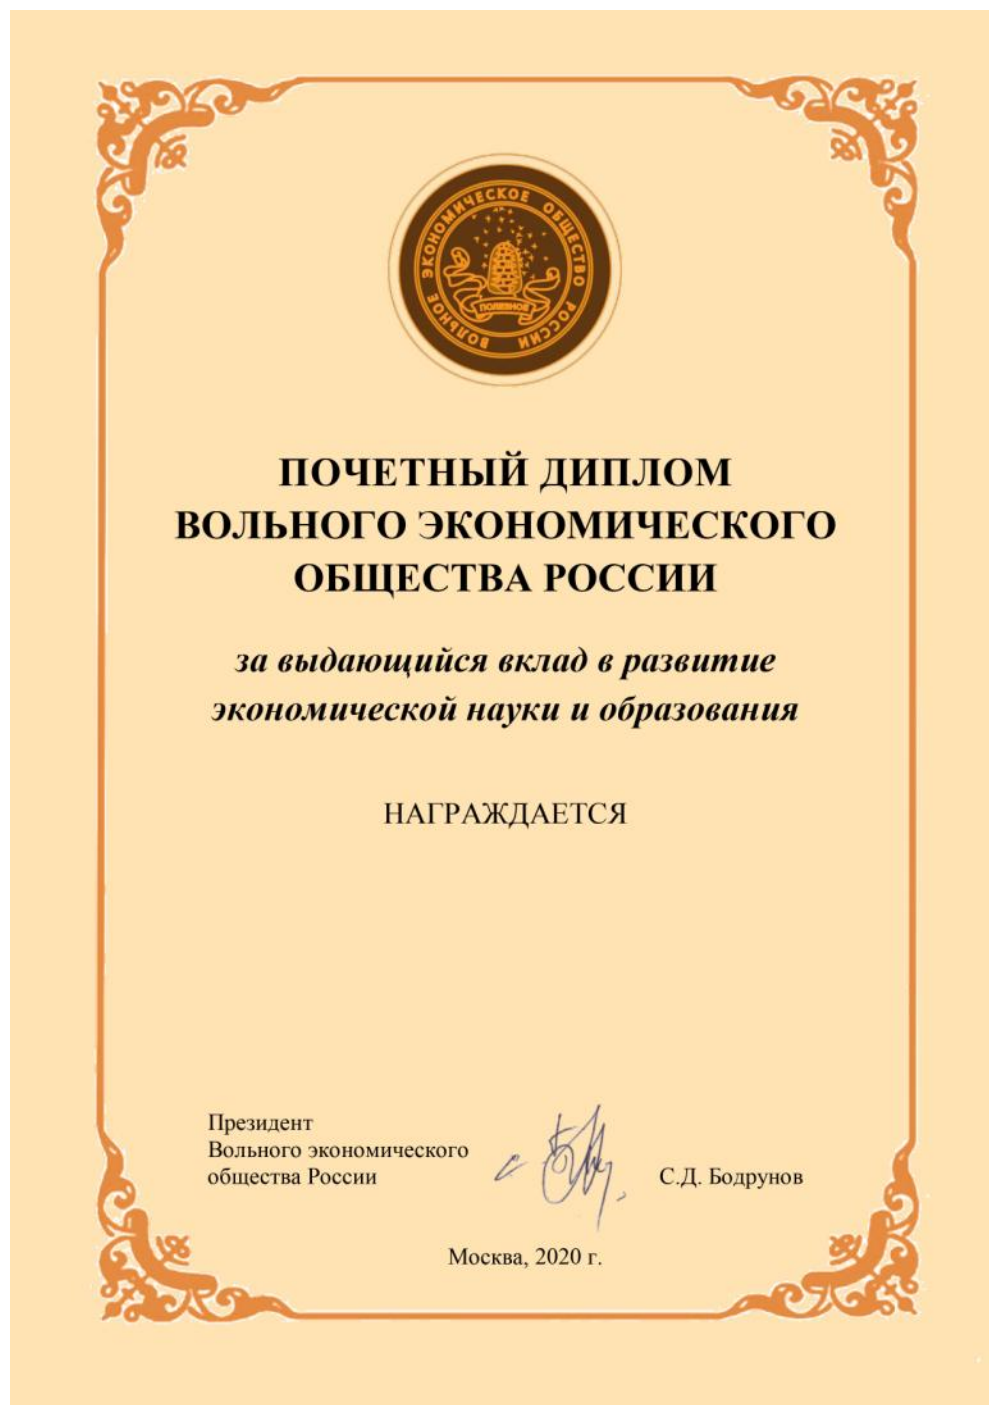 ВОЛЬНОЕ ЭКОНОМИЧЕСКОЕ ОБЩЕСТВО РОССИИ
ПОЛЕЗНОЕ
ПОЧЕТНЫЙ ДИПЛОМ
ВОЛЬНОГО ЭКОНОМИЧЕСКОГО
ОБЩЕСТВА РОССИИ
за выдающийся вклад в развитие
экономической науки и образования
НАГРАЖДАЕТСЯ
Президент
Вольного экономического
общества России
С.Д. Бодрунов
Москва, 2020 г.